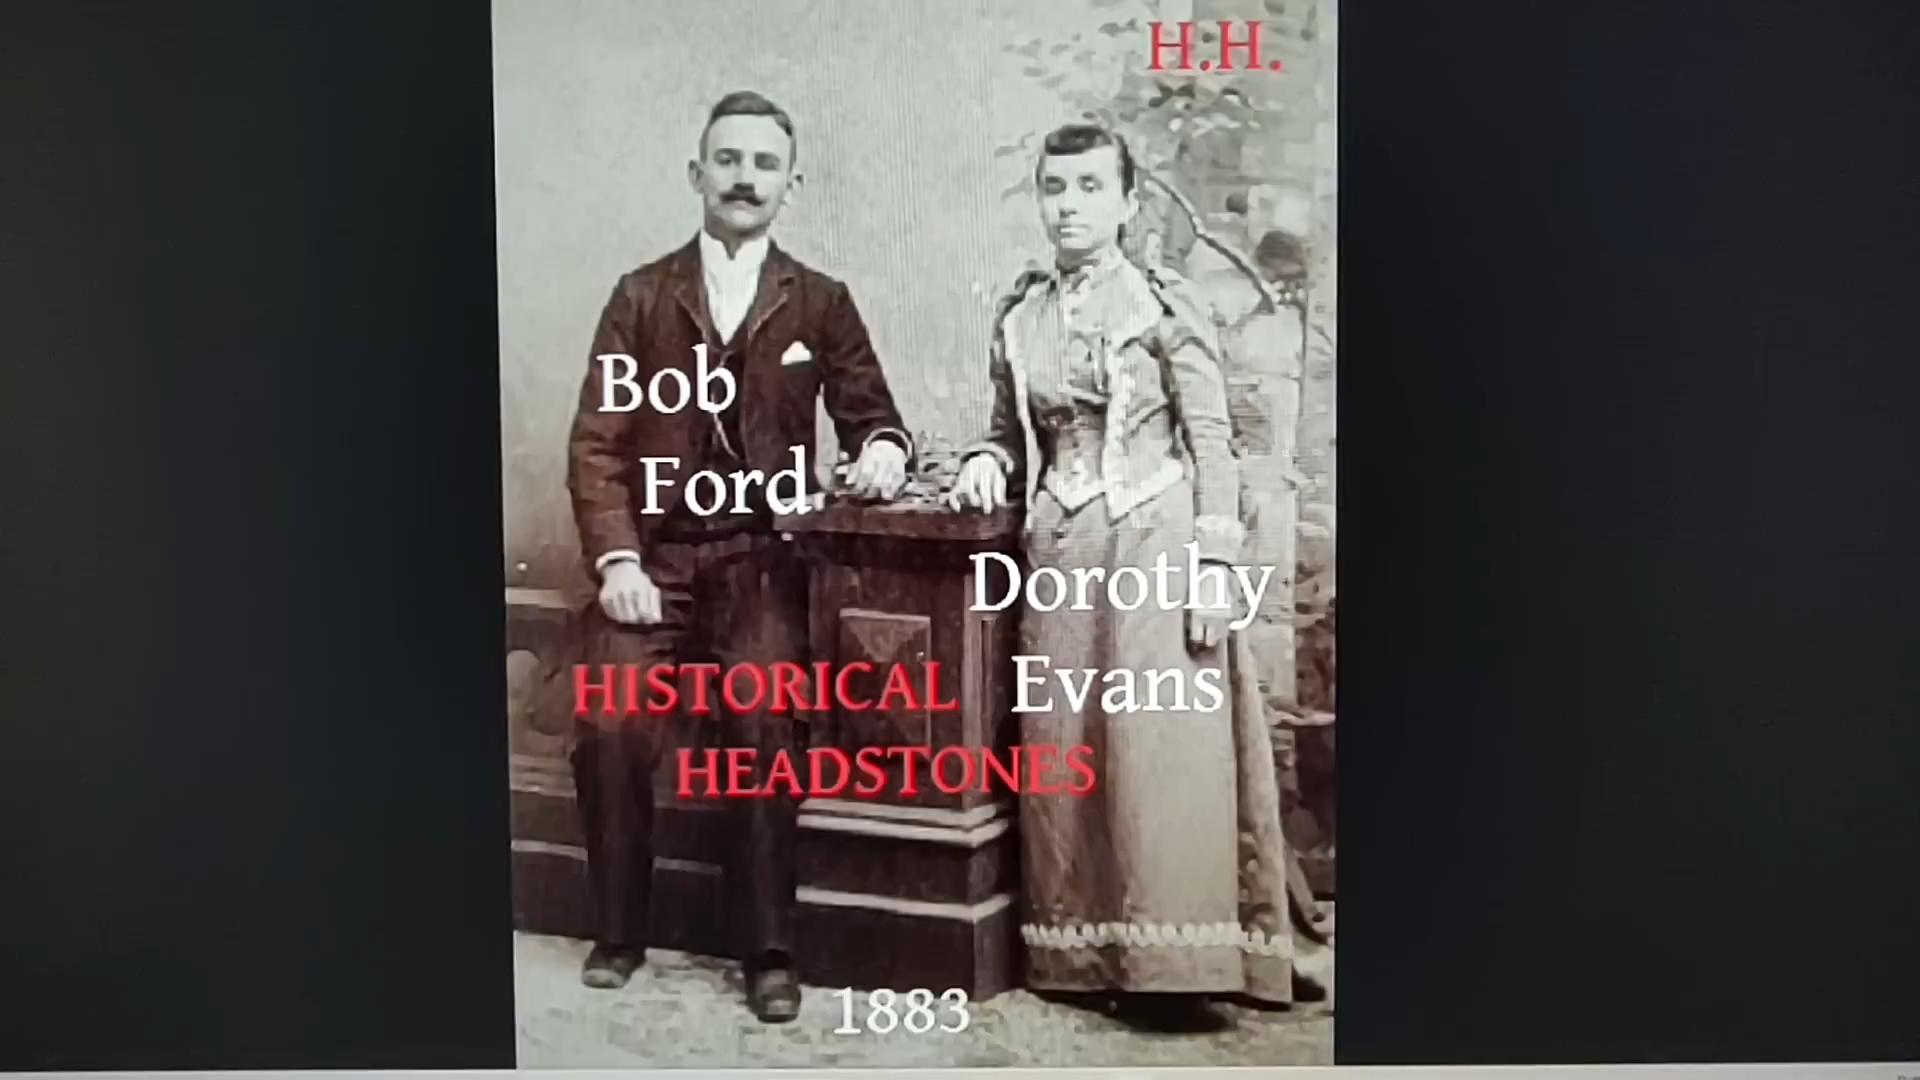 H.H.
Bob
Ford
Dorothy
Evans
HISTORICAL
HEADSTONES
1883